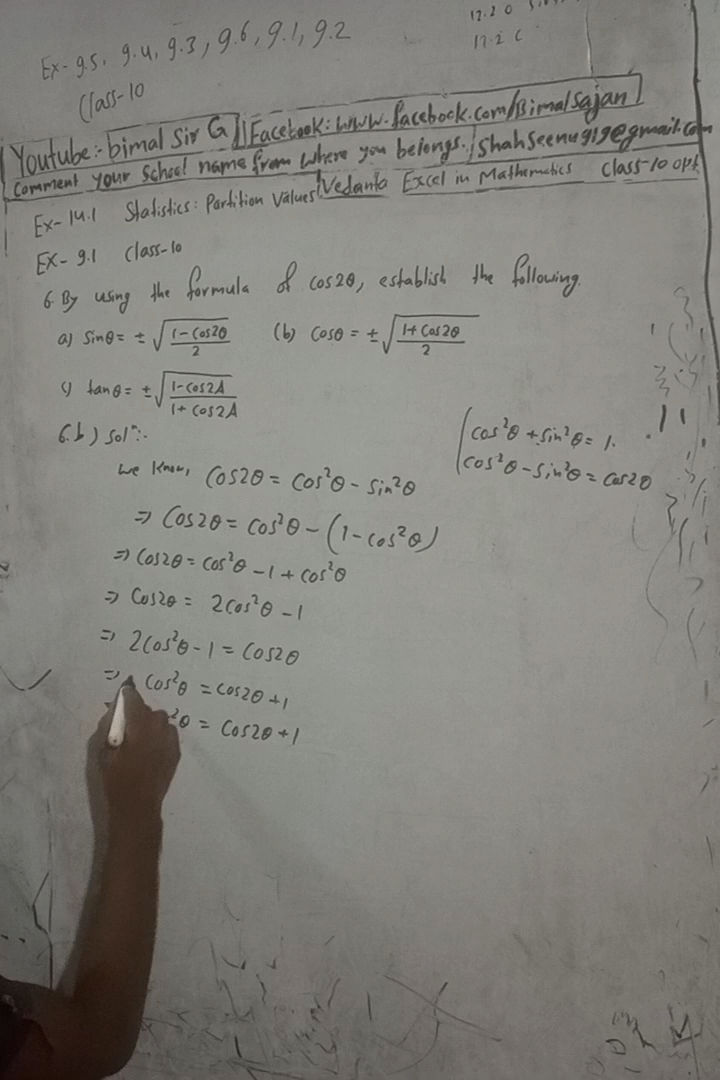 Ex- 9.5, 9.4, 9.3, 9.6, 9.1, 9.2
Class-10
Youtube:- bimal Sir G || Facebook: www.facebook.com/Bimalsajan
Comment your School name from where you belongs. / Shahseenu919@gmail.com
Ex- 14.1 Statistics: Partition Values / Vedanta Excel in Mathematics Class-10 opt.
Ex- 9.1 Class-10
6. By using the formula of cos2θ, establish the following.
a) Sinθ = ± √(1-Cos2θ / 2) (b) Cosθ = ± √(1+Cos2θ / 2)
c) tanθ = ± √(1-Cos2A / 1+Cos2A)
6.b) Solⁿ:-
cos²θ + sin²θ = 1.
cos²θ - sin²θ = cos2θ
We Know, Cos2θ = Cos²θ - Sin²θ
⇒ Cos2θ = cos²θ - (1-cos²θ)
⇒ Cos2θ = cos²θ - 1 + cos²θ
⇒ Cos2θ = 2cos²θ - 1
⇒ 2Cos²θ - 1 = Cos2θ
⇒ Cos²θ = Cos2θ + 1
²θ = Cos2θ + 1